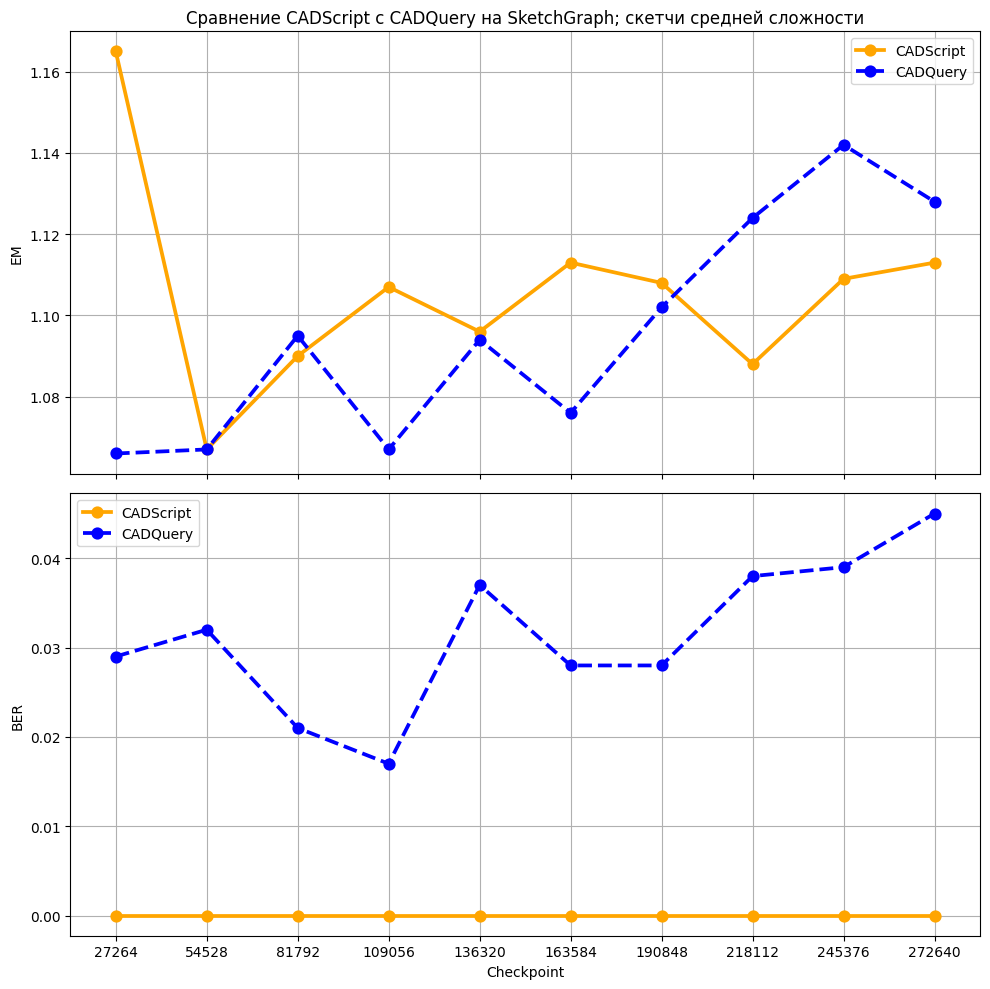 Сравнение CADScript с CADQuery на SketchGraph; скетчи средней сложности
CADScript
CADQuery
1.16
1.14
1.12
1.10
1.08
EM
CADScript
CADQuery
0.04
0.03
0.02
0.01
0.00
BER
27264 54528 81792 109056 136320 163584 190848 218112 245376 272640
Checkpoint